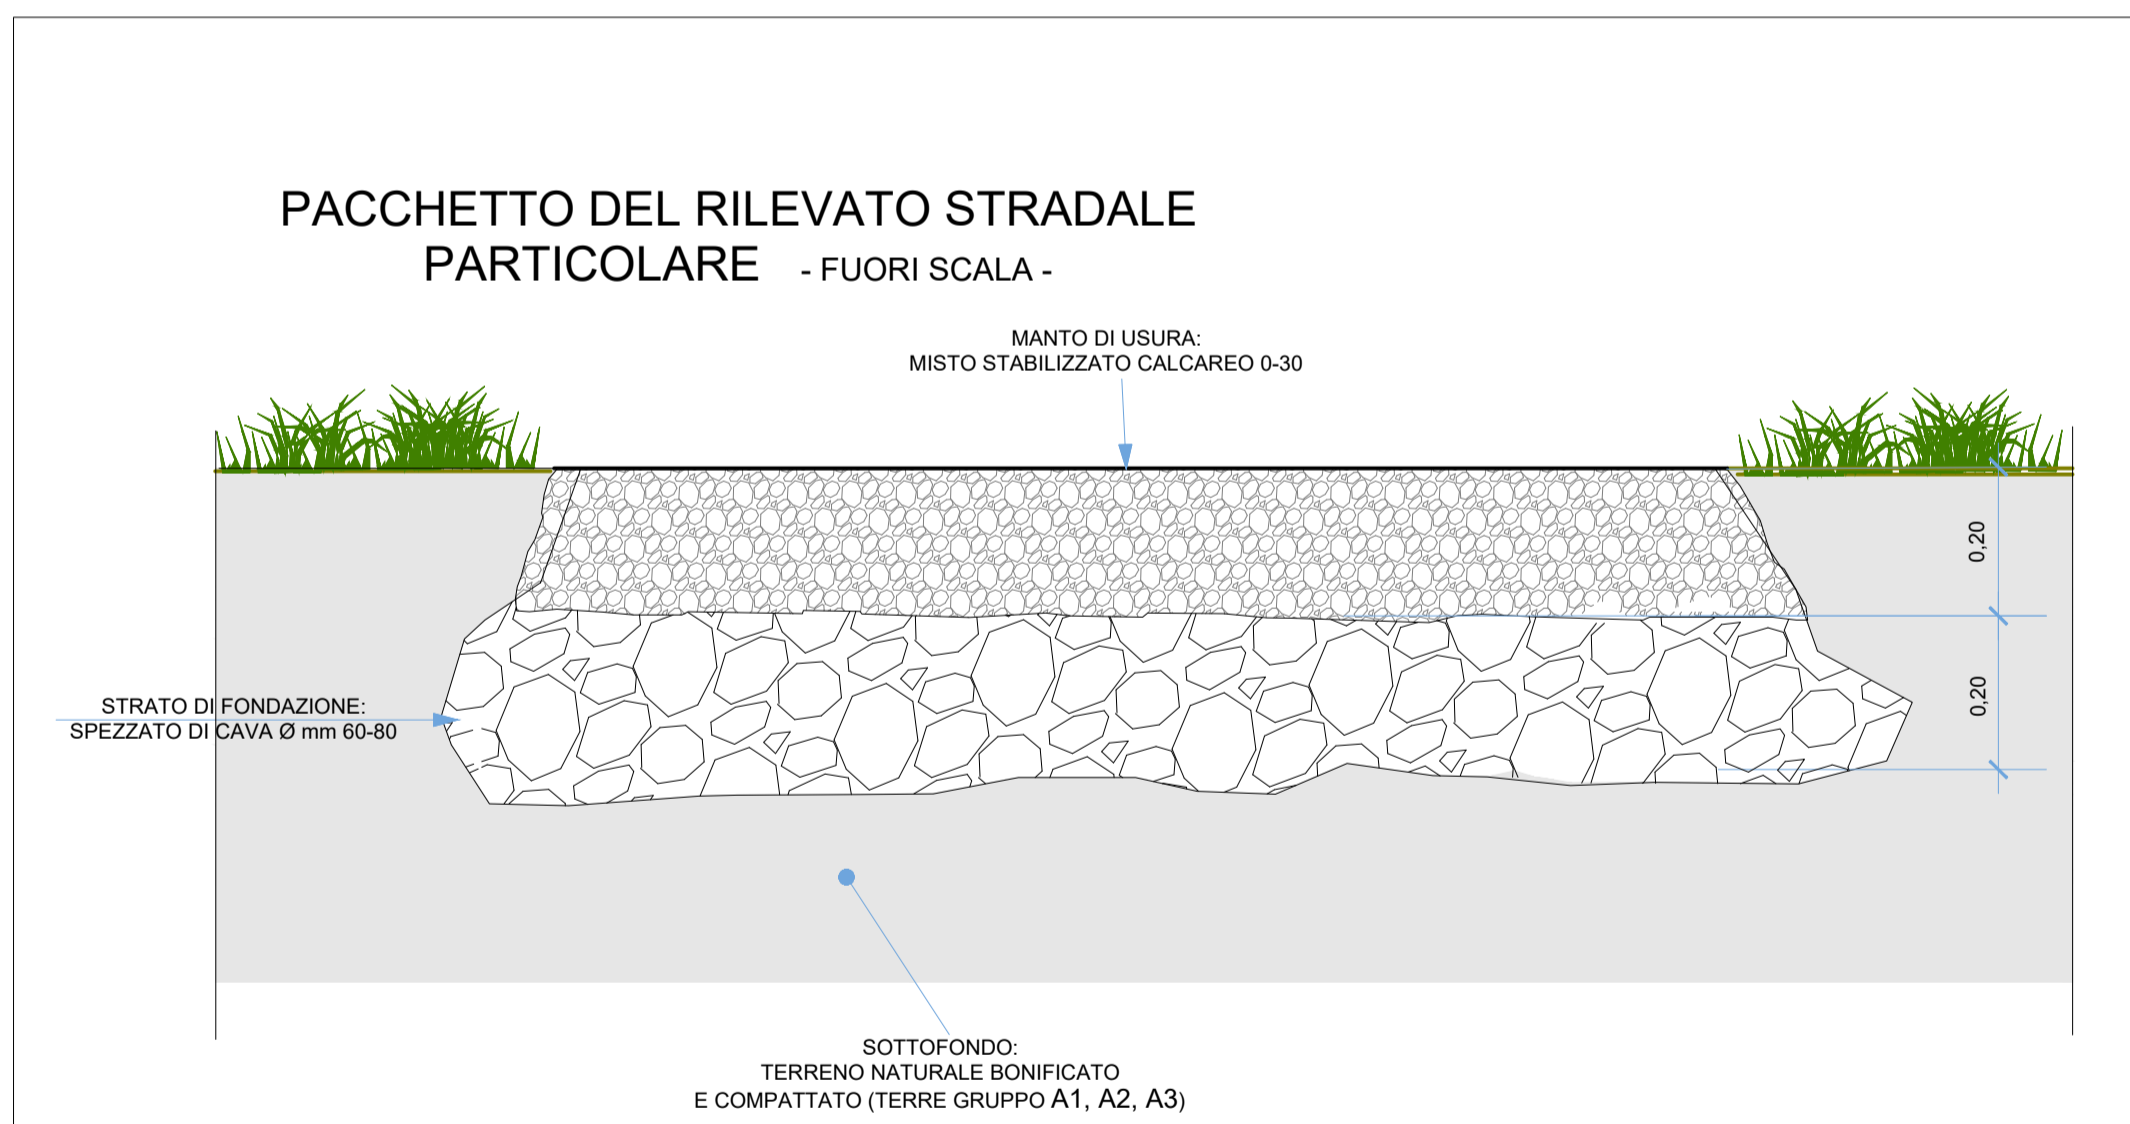 PACCHETTO DEL RILEVATO STRADALE
PARTICOLARE - FUORI SCALA -
MANTO DI USURA:
MISTO STABILIZZATO CALCAREO 0-30
0,20
0,20
STRATO DI FONDAZIONE:
SPEZZATO DI CAVA Ø mm 60-80
SOTTOFONDO:
TERRENO NATURALE BONIFICATO
E COMPATTATO (TERRE GRUPPO A1, A2, A3)